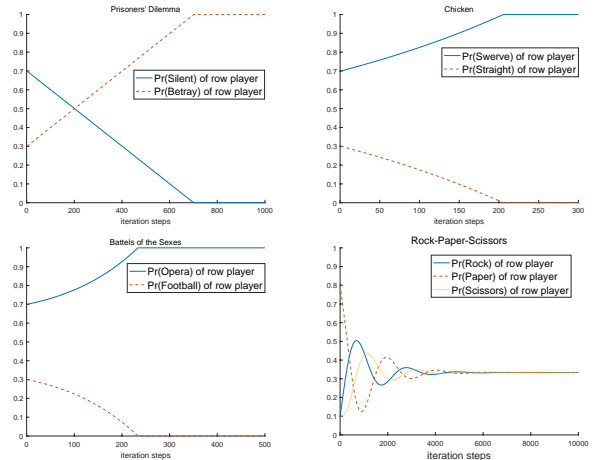 Prisoners' Dilemma
1
0.9
0.8
0.7
0.6
0.5
0.4
0.3
0.2
0.1
0
Pr(Silent) of row player
Pr(Betray) of row player
0 200 400 600 800 1000
iteration steps
Chicken
1
0.9
0.8
0.7
0.6
0.5
0.4
0.3
0.2
0.1
0
Pr(Swerve) of row player
Pr(Straight) of row player
0 50 100 150 200 250 300
iteration steps
Battels of the Sexes
1
0.9
0.8
0.7
0.6
0.5
0.4
0.3
0.2
0.1
0
Pr(Opera) of row player
Pr(Football) of row player
0 100 200 300 400 500
iteration steps
Rock-Paper-Scissors
1
0.9
0.8
0.7
0.6
0.5
0.4
0.3
0.2
0.1
0
Pr(Rock) of row player
Pr(Paper) of row player
Pr(Scissors) of row player
0 2000 4000 6000 8000 10000
iteration steps